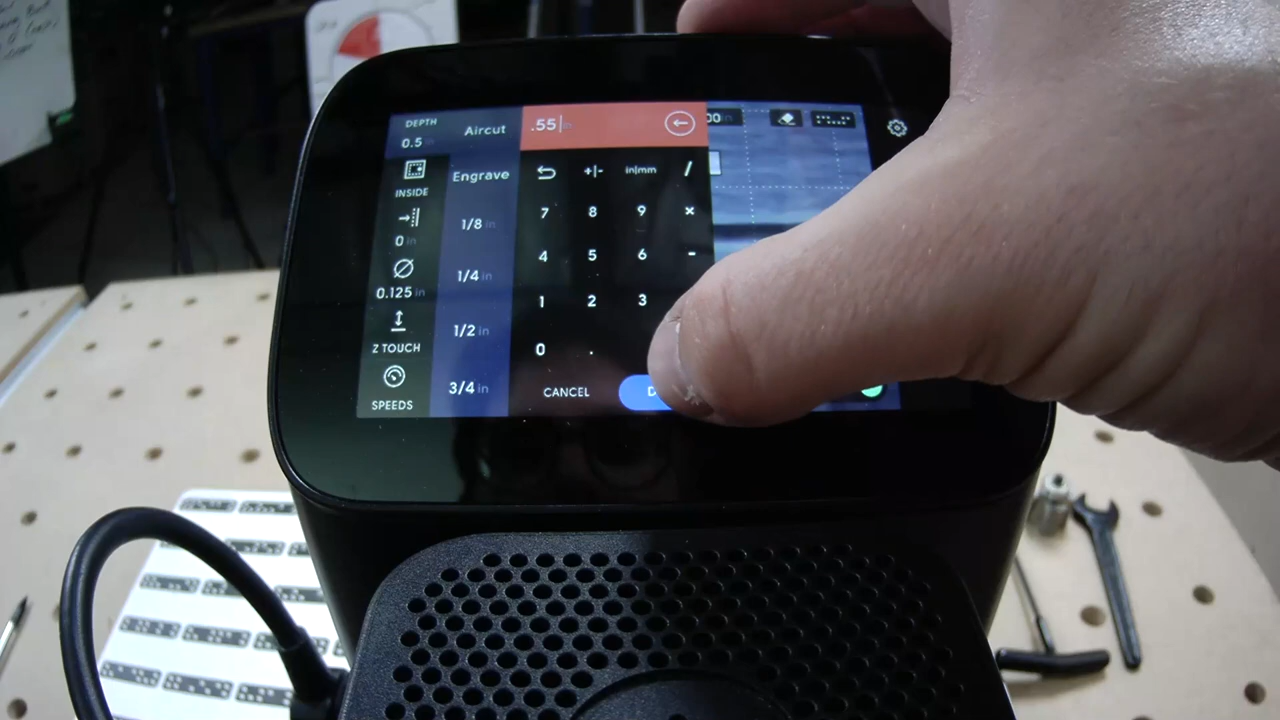 DEPTH
0.5
INSIDE
0 in
0.125 in
Z TOUCH
SPEEDS
Aircut
Engrave
1/8 in
1/4 in
1/2 in
3/4 in
.55 in
+|- in|mm /
7 8 9 ×
4 5 6 -
1 2 3
0 .
CANCEL